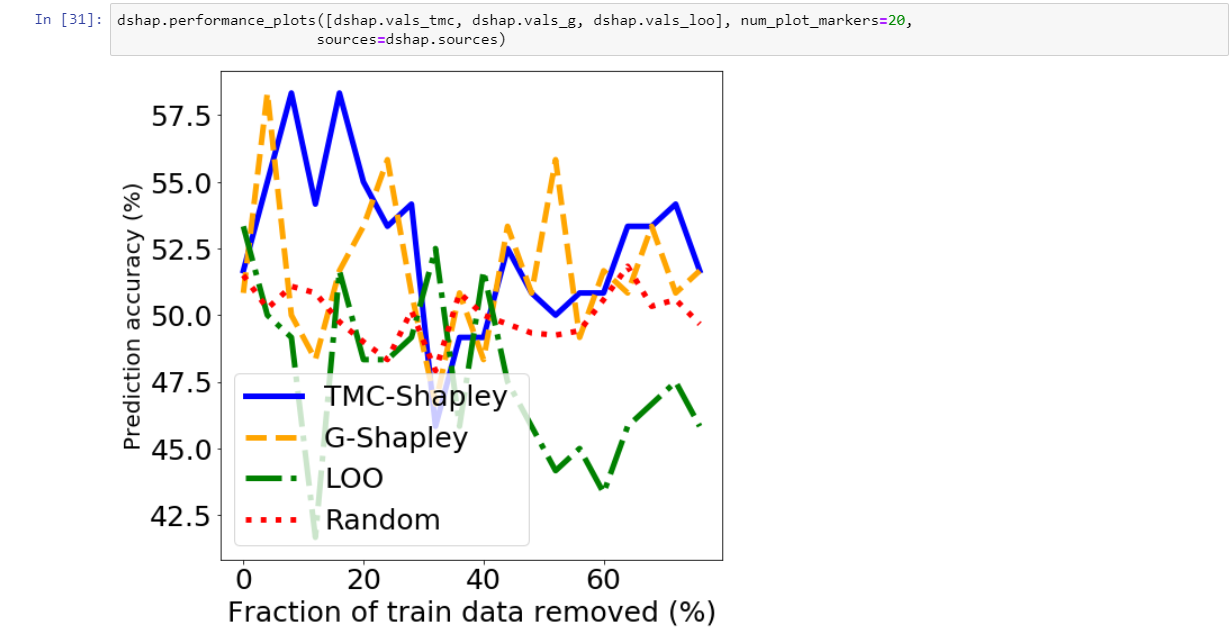 In [31]: dshap.performance_plots([dshap.vals_tmc, dshap.vals_g, dshap.vals_loo], num_plot_markers=20,
sources=dshap.sources)
57.5
55.0
52.5
50.0
47.5
45.0
42.5
Prediction accuracy (%)
TMC-Shapley
G-Shapley
LOO
Random
0 20 40 60
Fraction of train data removed (%)